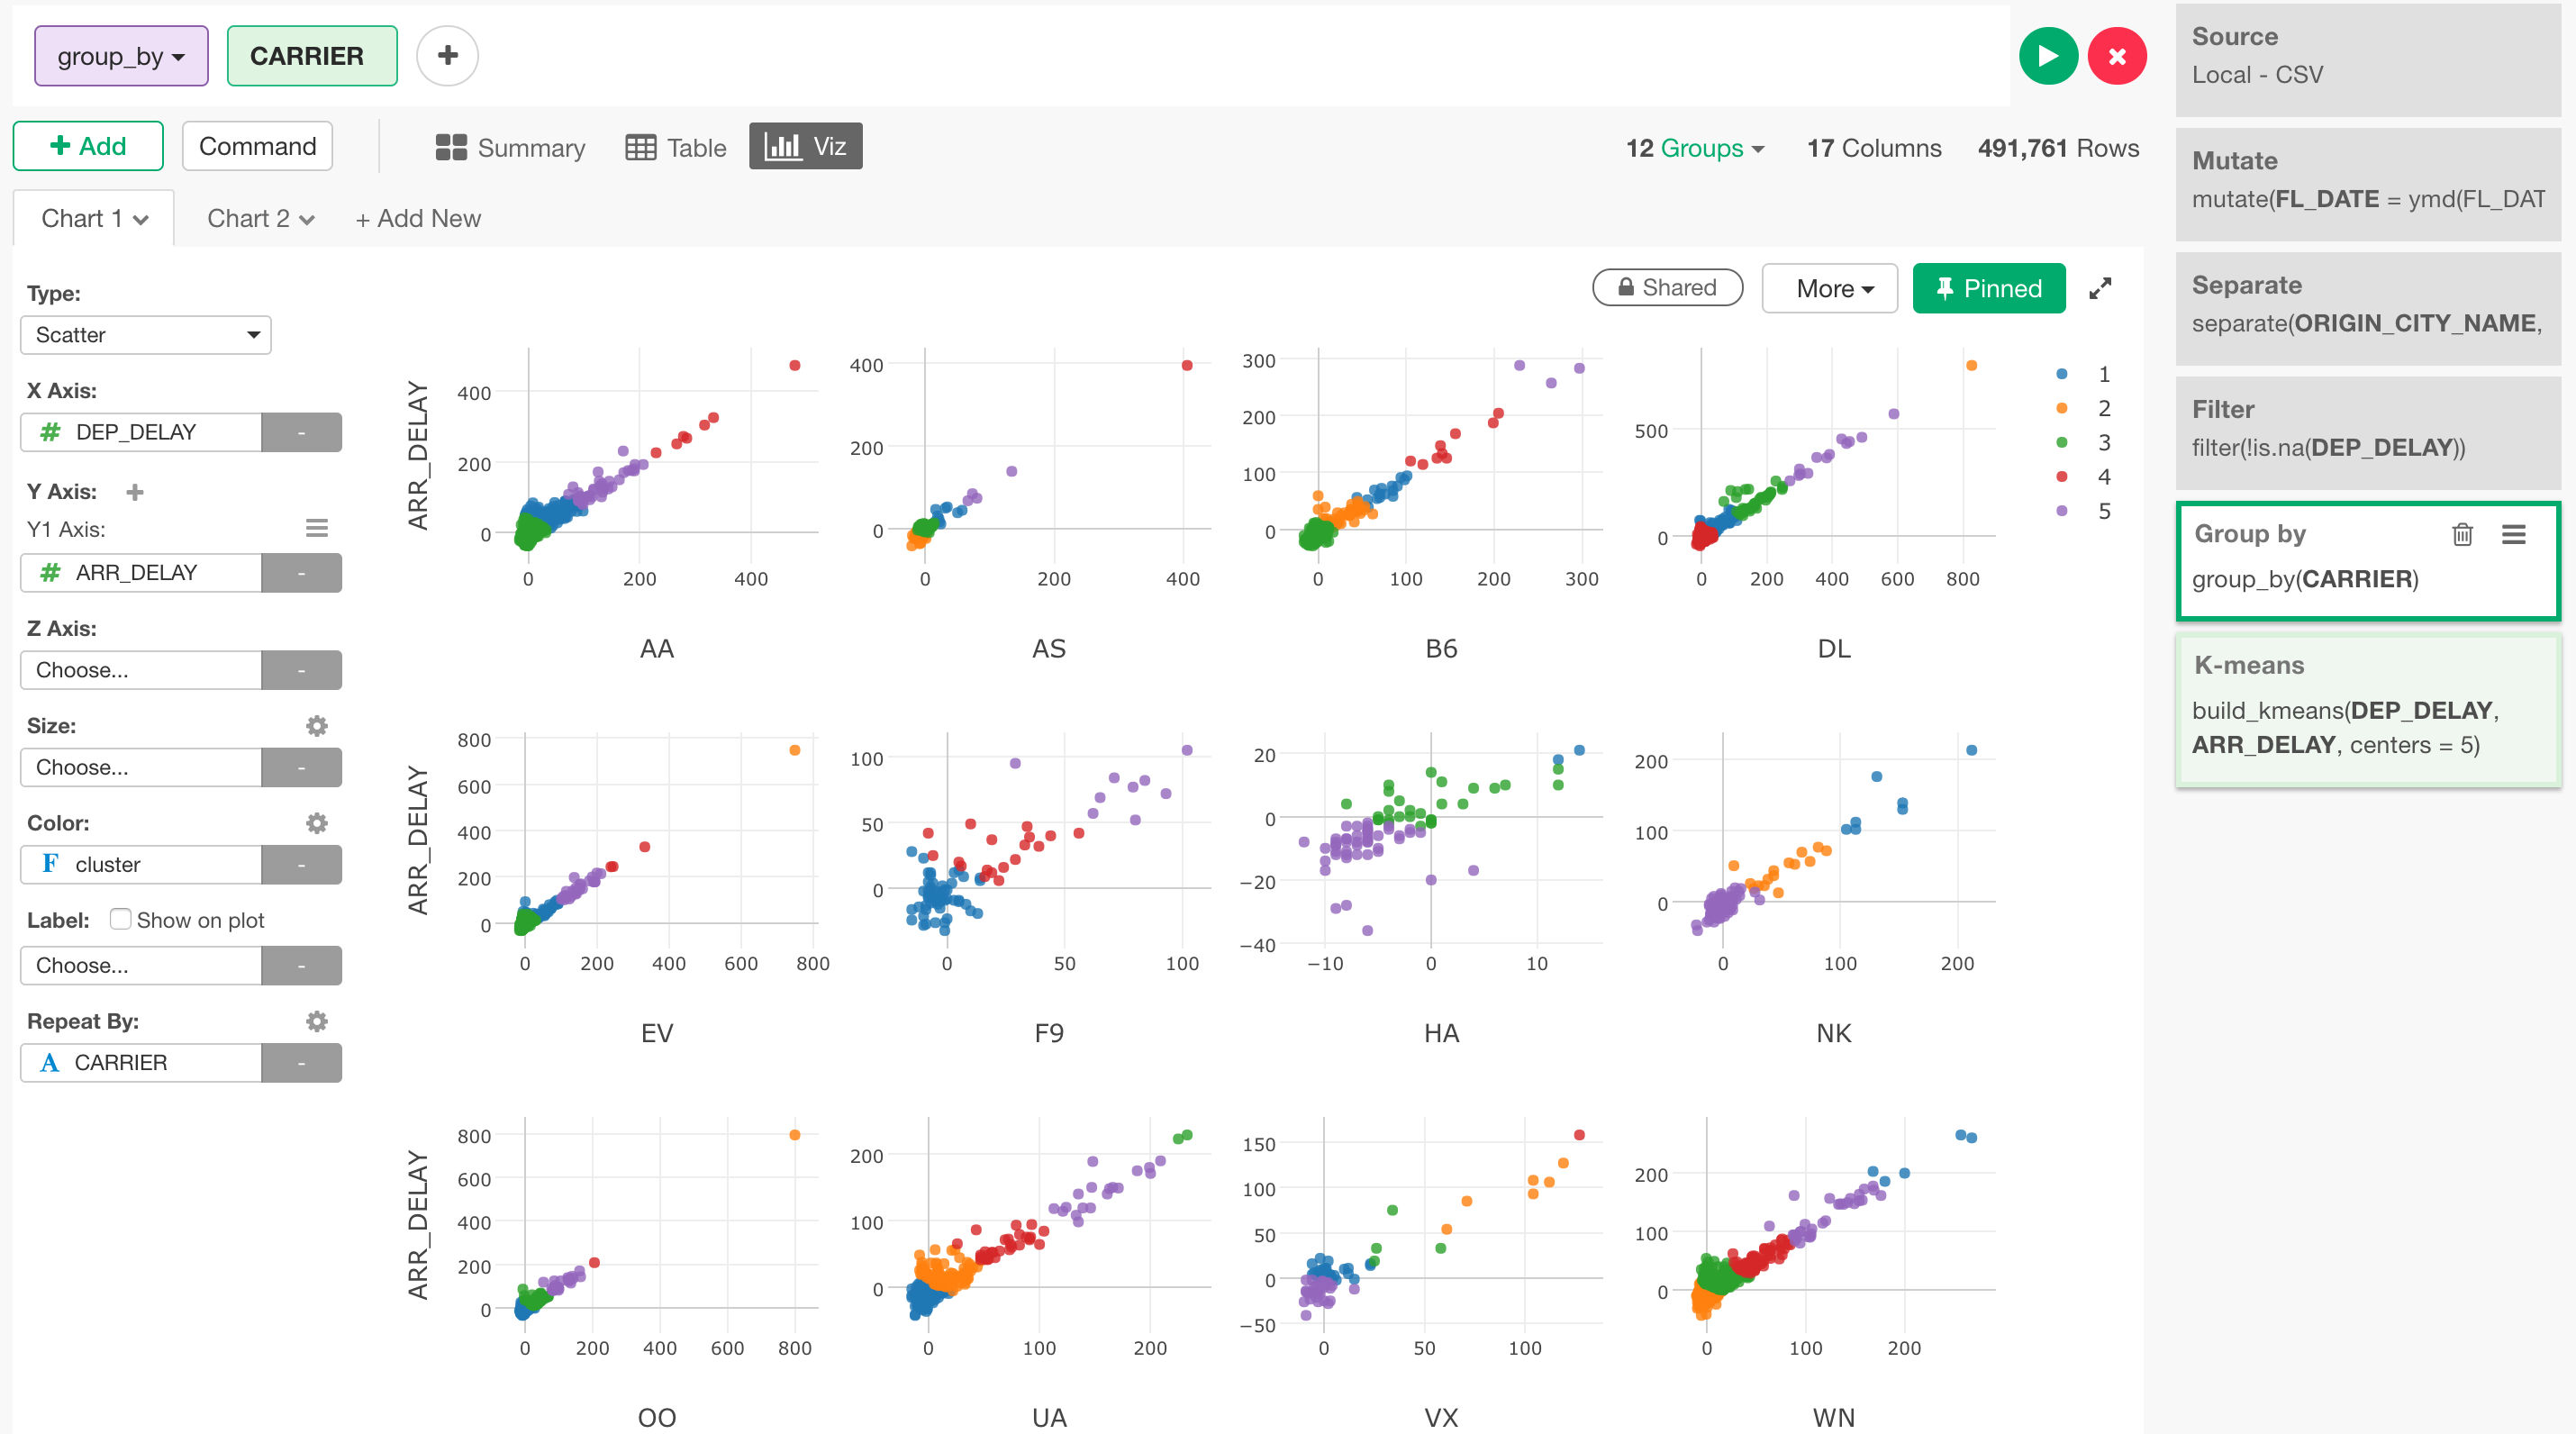 group_by
CARRIER
+ Add
Command
Summary
Table
Viz
12 Groups
17 Columns
491,761 Rows
Chart 1
Chart 2
+ Add New
Type:
Scatter
X Axis:
# DEP_DELAY
-
Y Axis:
Y1 Axis:
# ARR_DELAY
-
Z Axis:
Choose...
-
Size:
Choose...
-
Color:
F cluster
-
Label:
Show on plot
Choose...
-
Repeat By:
A CARRIER
-
Shared
More
Pinned
ARR_DELAY
400
200
0
0 200 400
AA
400
200
0
0 200 400
AS
300
200
100
0
0 100 200 300
B6
500
0
0 200 400 600 800
DL
1
2
3
4
5
ARR_DELAY
800
600
400
200
0
0 200 400 600 800
EV
100
50
0
0 50 100
F9
20
0
−20
−40
−10 0 10
HA
200
100
0
0 100 200
NK
ARR_DELAY
800
600
400
200
0
0 200 400 600 800
OO
200
100
0
0 100 200
UA
150
100
50
0
−50
0 50 100
VX
200
100
0
0 100 200
WN
Source
Local - CSV
Mutate
mutate(FL_DATE = ymd(FL_DAT
Separate
separate(ORIGIN_CITY_NAME,
Filter
filter(!is.na(DEP_DELAY))
Group by
group_by(CARRIER)
K-means
build_kmeans(DEP_DELAY,
ARR_DELAY, centers = 5)